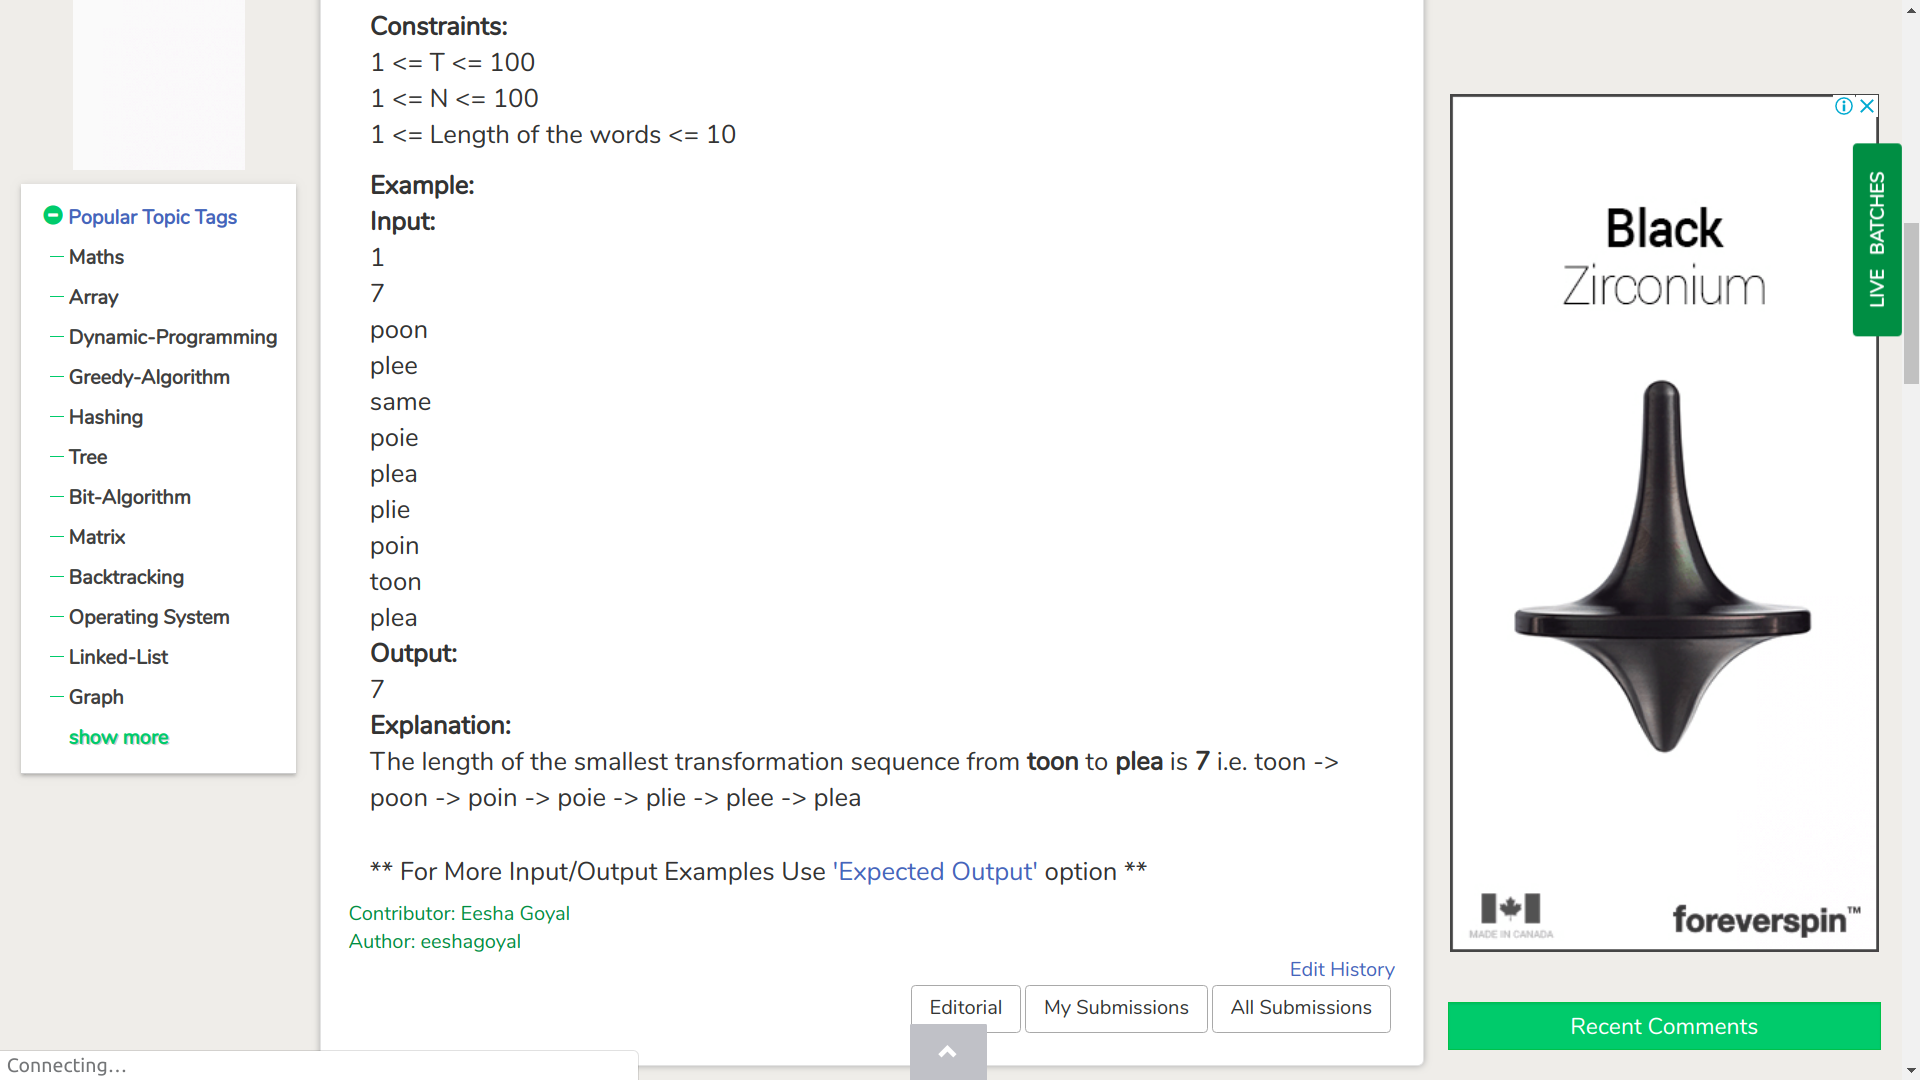 Popular Topic Tags
Maths
Array
Dynamic-Programming
Greedy-Algorithm
Hashing
Tree
Bit-Algorithm
Matrix
Backtracking
Operating System
Linked-List
Graph
show more
Constraints:
1 <= T <= 100
1 <= N <= 100
1 <= Length of the words <= 10
Example:
Input:
1
7
poon
plee
same
poie
plea
plie
poin
toon
plea
Output:
7
Explanation:
The length of the smallest transformation sequence from toon to plea is 7 i.e. toon ->
poon -> poin -> poie -> plie -> plee -> plea
** For More Input/Output Examples Use 'Expected Output' option **
Contributor: Eesha Goyal
Author: eeshagoyal
Edit History
Editorial
My Submissions
All Submissions
Black
Zirconium
MADE IN CANADA
foreverspin™
LIVE BATCHES
Recent Comments
Connecting...